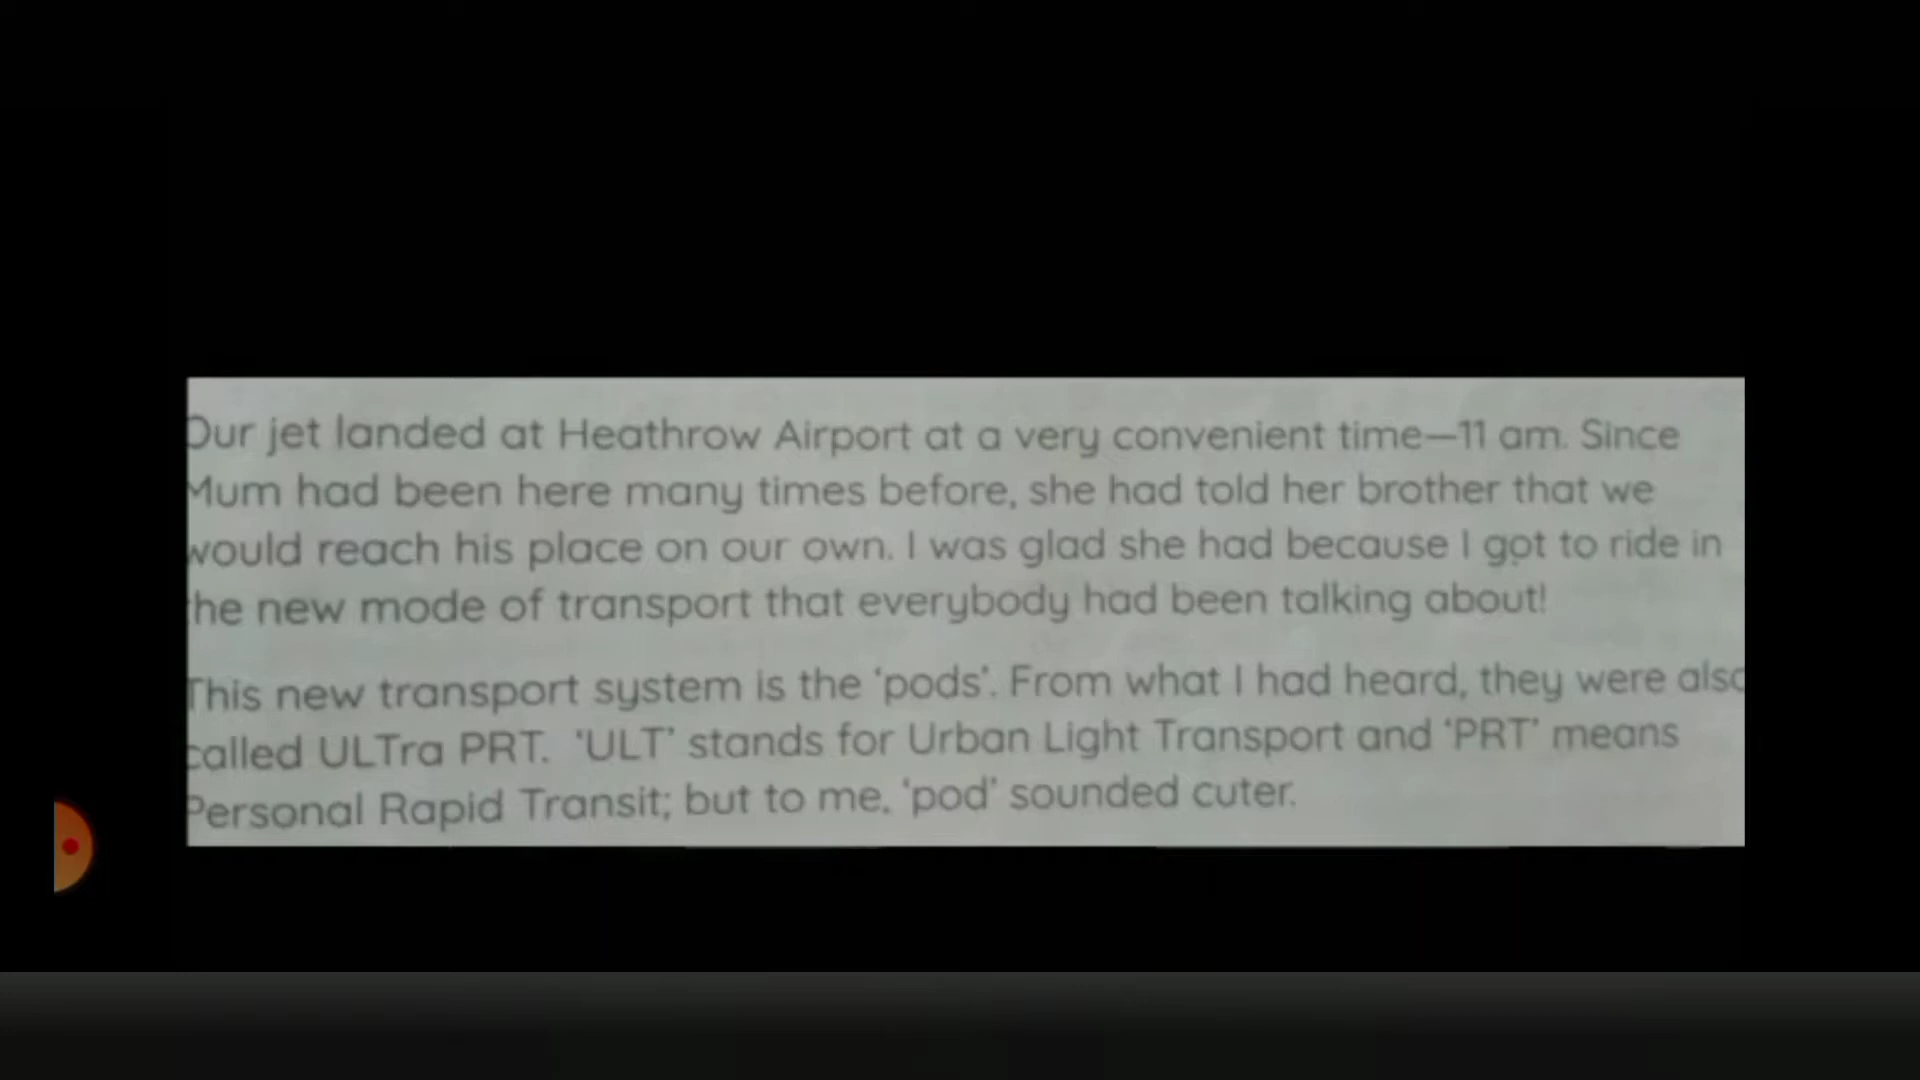 Our jet landed at Heathrow Airport at a very convenient time—11 am. Since
Mum had been here many times before, she had told her brother that we
would reach his place on our own. I was glad she had because I got to ride in
the new mode of transport that everybody had been talking about!
This new transport system is the ‘pods’. From what I had heard, they were also
called ULTra PRT. ‘ULT’ stands for Urban Light Transport and ‘PRT’ means
Personal Rapid Transit; but to me, ‘pod’ sounded cuter.